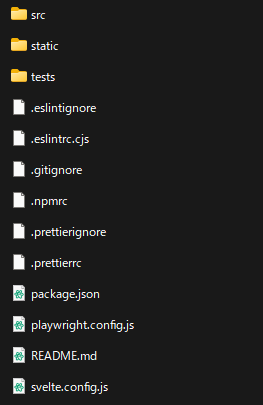 src
static
tests
.eslintignore
.eslintrc.cjs
.gitignore
.npmrc
.prettierignore
.prettierrc
package.json
playwright.config.js
README.md
svelte.config.js